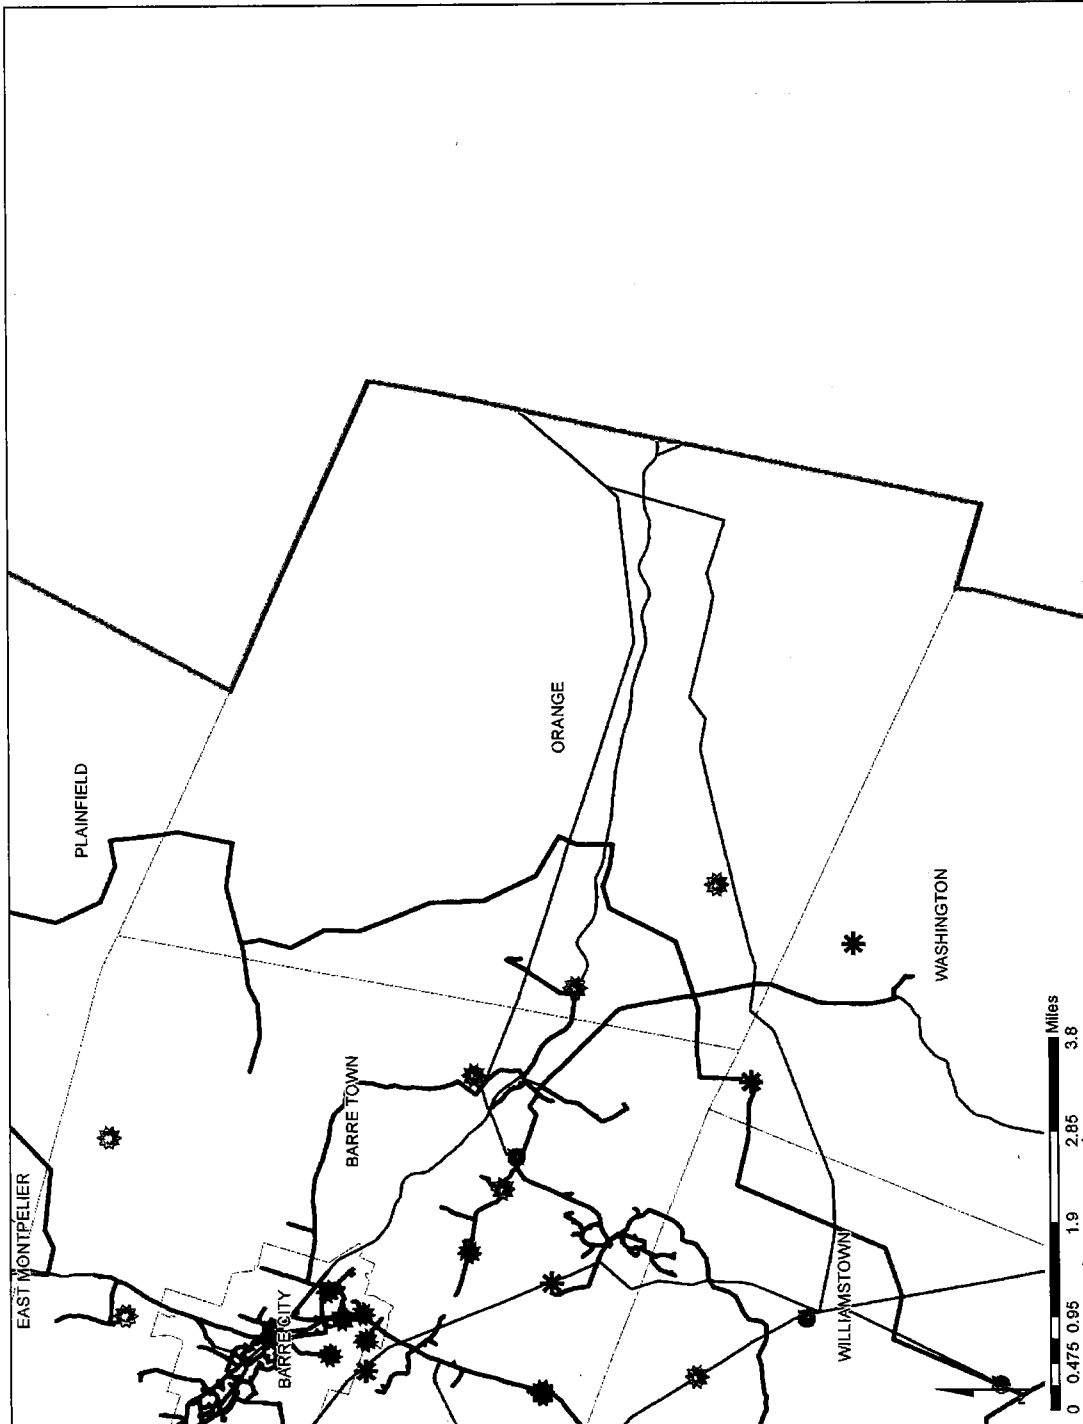 PLAINFIELD
EAST MONTPELIER
BARRE TOWN
ORANGE
BARRE CITY
WASHINGTON
WILLIAMSTOWN
Miles
0 0.475 0.95 1.9 2.85 3.8